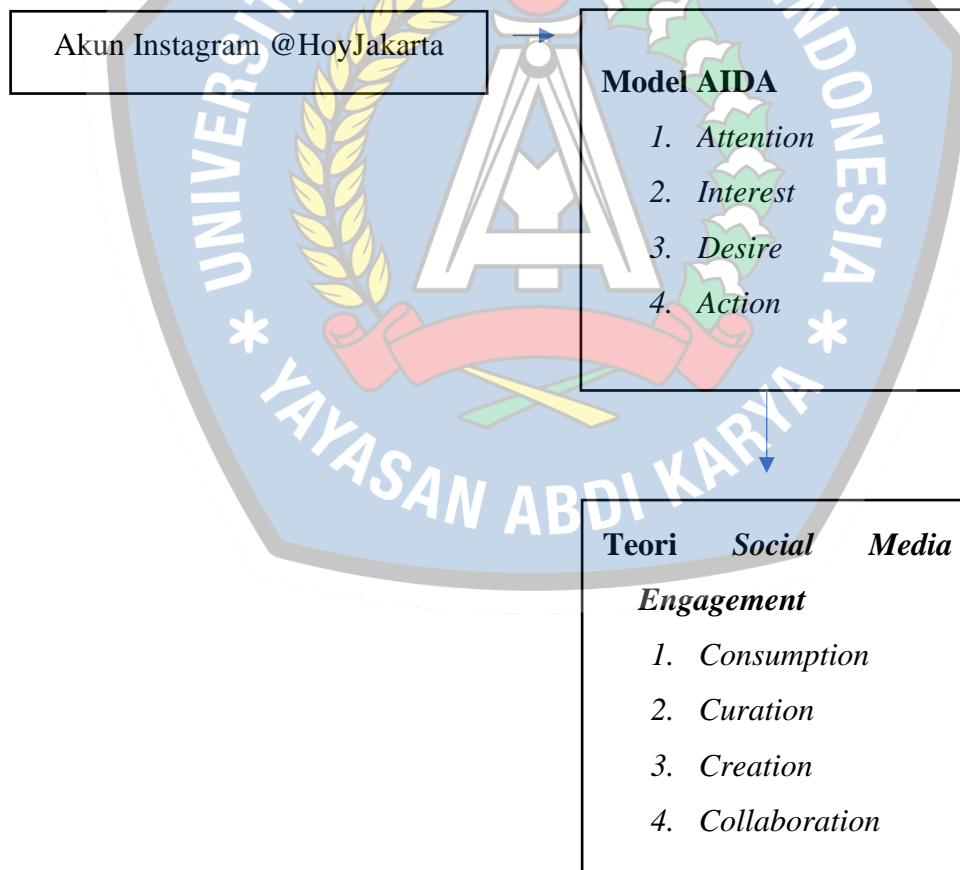 Akun Instagram @HoyJakarta
Model AIDA
1. Attention
2. Interest
3. Desire
4. Action
Teori Social Media
Engagement
1. Consumption
2. Curation
3. Creation
4. Collaboration
INDONESIA
YAYASAN ABDI KARYA